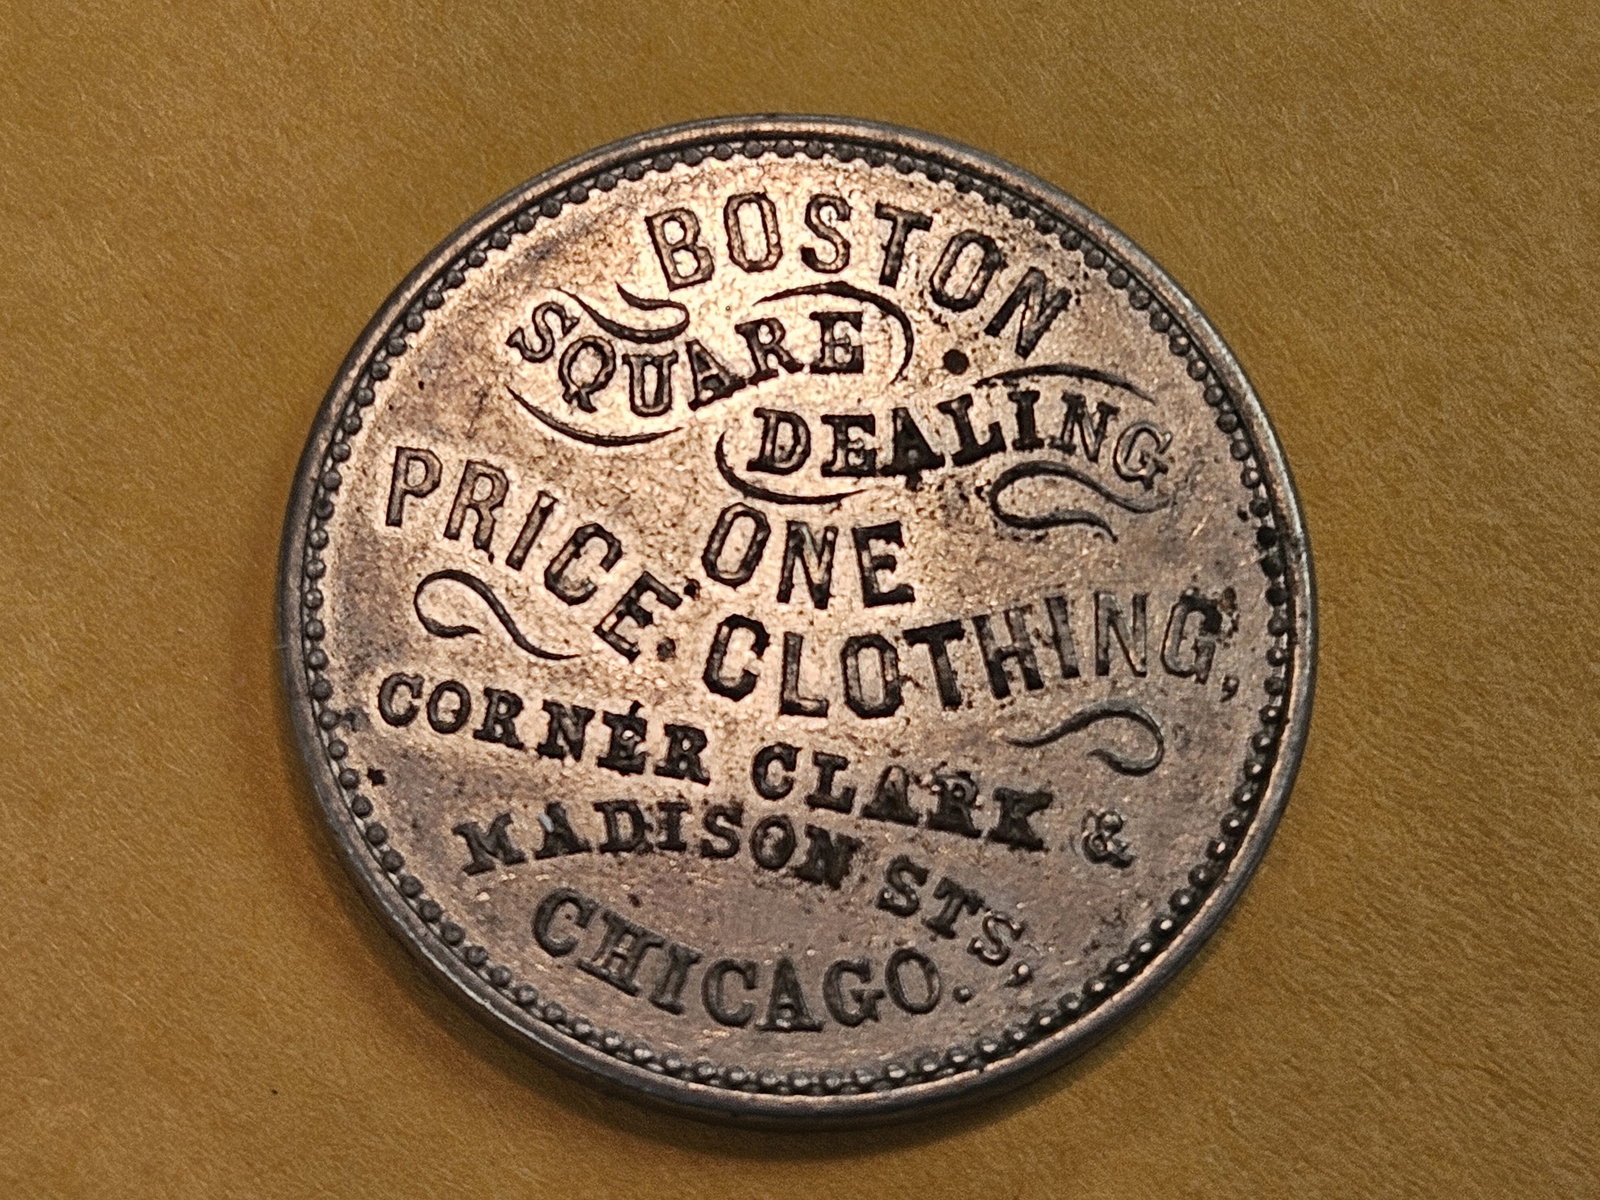 BOSTON
SQUARE
DEALING
ONE
PRICE. CLOTHING,
CORNER CLARK &
MADISON STS,
CHICAGO.